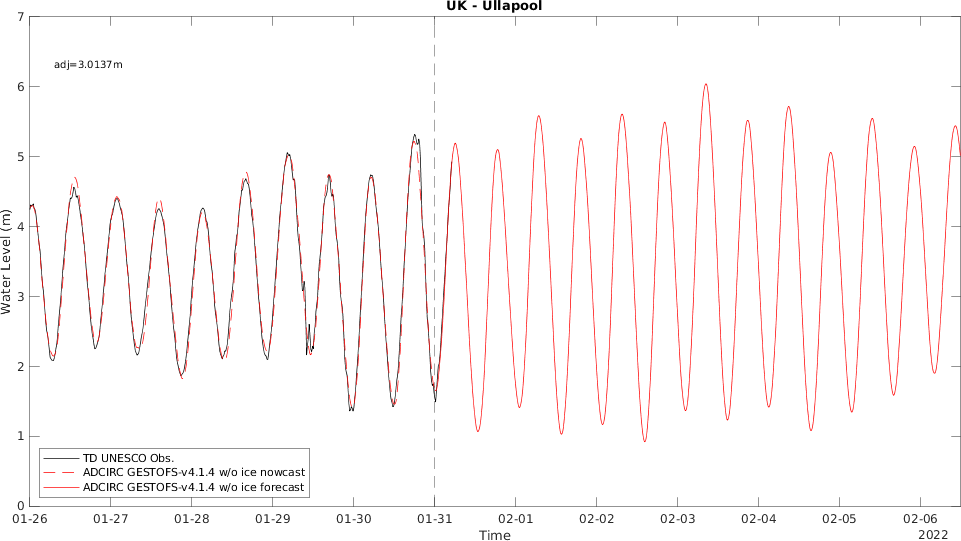 UK - Ullapool
7
6
5
4
3
2
1
0
Water Level (m)
adj=3.0137m
TD UNESCO Obs.
ADCIRC GESTOFS-v4.1.4 w/o ice nowcast
ADCIRC GESTOFS-v4.1.4 w/o ice forecast
01-26 01-27 01-28 01-29 01-30 01-31 02-01 02-02 02-03 02-04 02-05 02-06
Time
2022